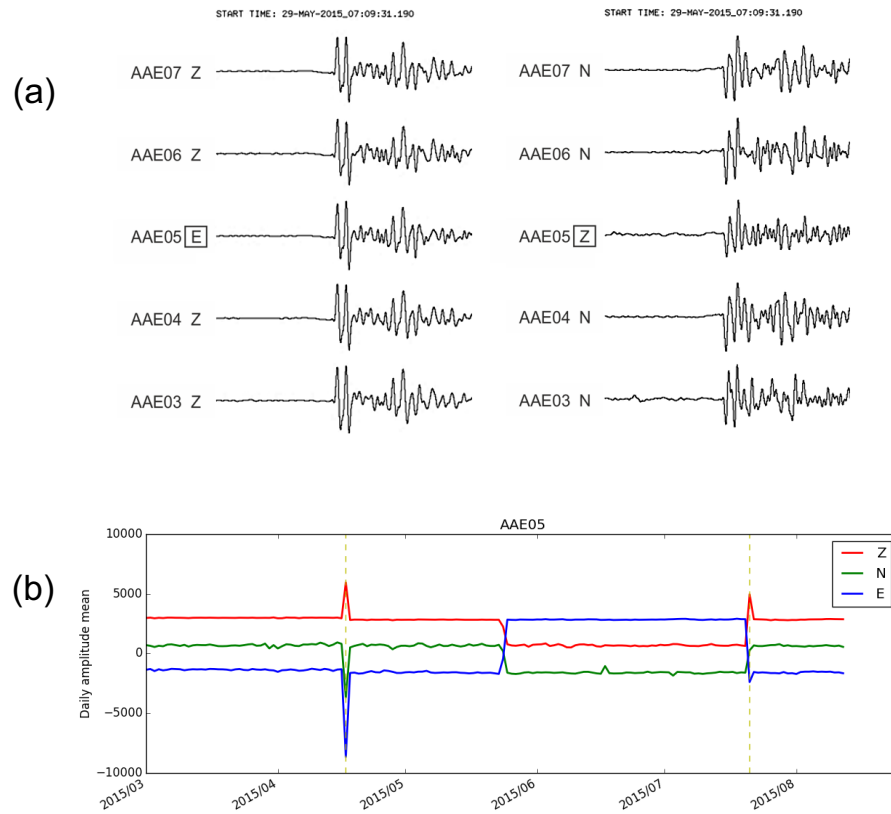 START TIME: 29-MAY-2015_07:09:31.190
START TIME: 29-MAY-2015_07:09:31.190
(a)
AAE07 Z
AAE07 N
AAE06 Z
AAE06 N
AAE05 E
AAE05 Z
AAE04 Z
AAE04 N
AAE03 Z
AAE03 N
(b)
AAE05
Daily amplitude mean
10000
5000
0
−5000
−10000
Z
N
E
2015/03
2015/04
2015/05
2015/06
2015/07
2015/08